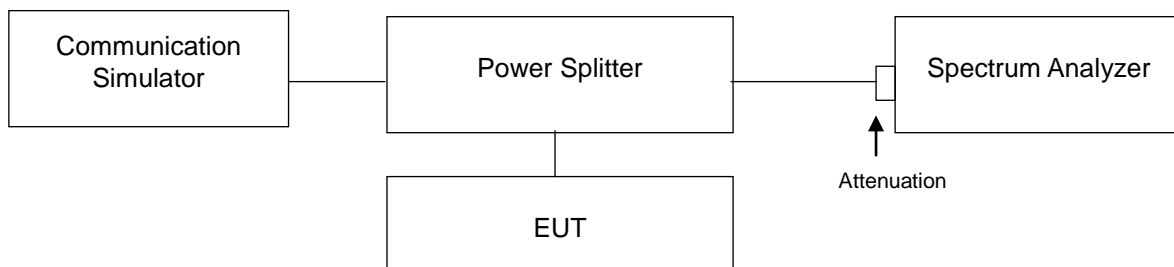 Communication
Simulator
Power Splitter
Spectrum Analyzer
Attenuation
EUT